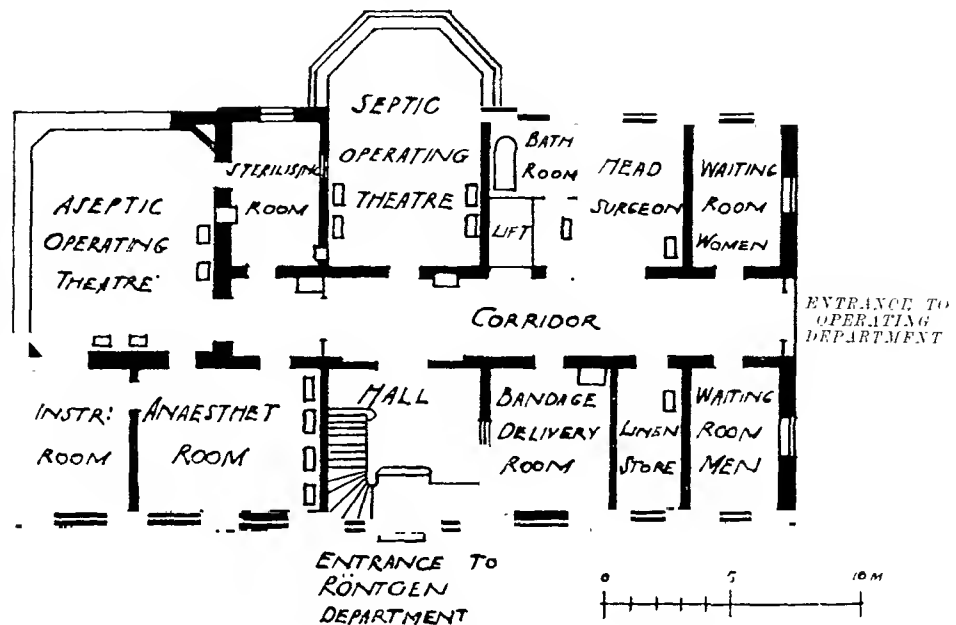 SEPTIC
OPERATING
THEATRE
BATH
ROOM
LIFT
HEAD
SURGEON
WAITING
ROOM
WOMEN
STERILISING
ROOM
ASEPTIC
OPERATING
THEATRE
CORRIDOR
ENTRANCE TO
OPERATING
DEPARTMENT
INSTR:
ROOM
ANAESTHET
ROOM
HALL
BANDAGE
DELIVERY
ROOM
LINEN
STORE
WAITING
ROOM
MEN
ENTRANCE TO
RÖNTGEN
DEPARTMENT
0 5 10 M